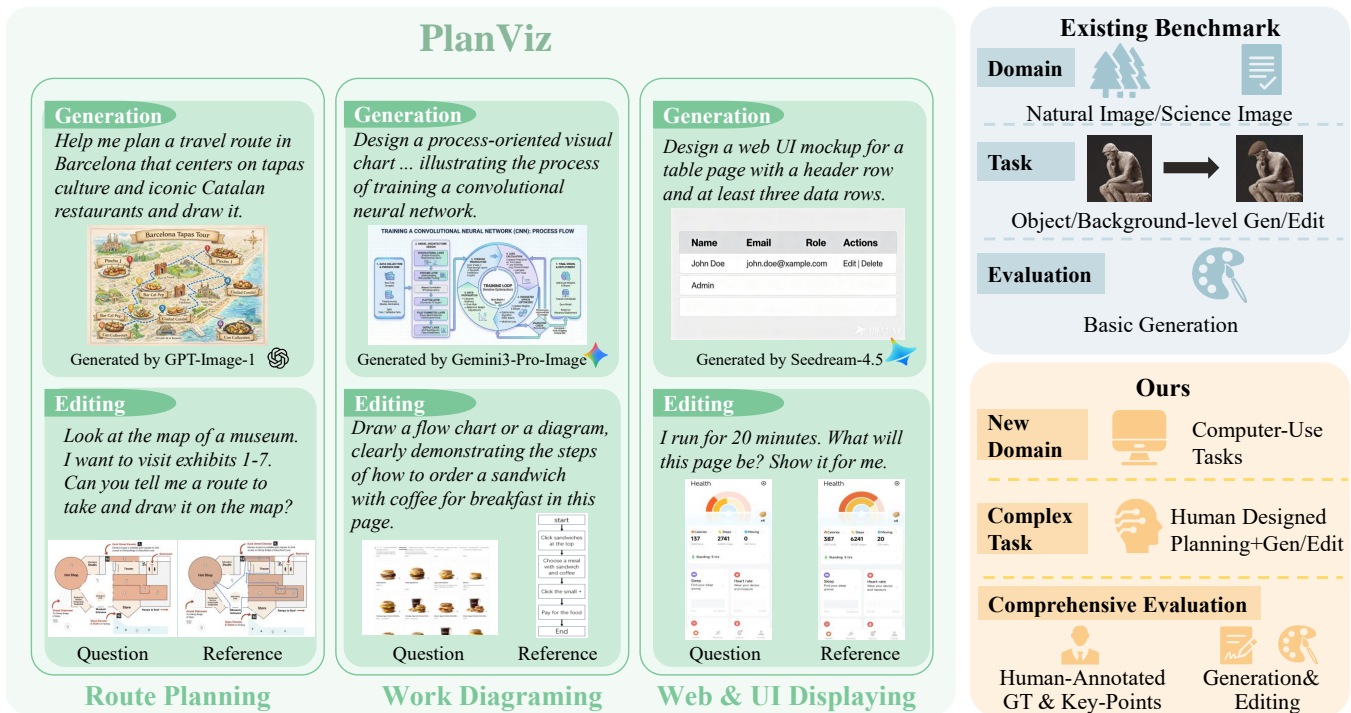 PlanViz
Generation
Help me plan a travel route in
Barcelona that centers on tapas
culture and iconic Catalan
restaurants and draw it.
Barcelona Tapas Tour
Generated by GPT-Image-1
Editing
Look at the map of a museum.
I want to visit exhibits 1-7.
Can you tell me a route to
take and draw it on the map?
Question Reference
Route Planning
Generation
Design a process-oriented visual
chart ... illustrating the process
of training a convolutional
neural network.
TRAINING A CONVOLUTIONAL NEURAL NETWORK (CNN): PROCESS FLOW
TRAINING LOOP
Generated by Gemini3-Pro-Image
Editing
Draw a flow chart or a diagram,
clearly demonstrating the steps
of how to order a sandwich
with coffee for breakfast in this
page.
start
Click sandwiches
at the top
Choose a meal
with sandwich
and coffee
Click the small +
Pay for the food
End
Question Reference
Work Diagraming
Generation
Design a web UI mockup for a
table page with a header row
and at least three data rows.
Name Email Role Actions
John Doe john.doe@xample.com Edit | Delete
Admin
Generated by Seedream-4.5
Editing
I run for 20 minutes. What will
this page be? Show it for me.
Health
Calories Steps Moving
137 2741 0
Sleep Heart rate
Health
Calories Steps Moving
387 6241 20
Sleep Heart rate
Question Reference
Web & UI Displaying
Existing Benchmark
Domain
Natural Image/Science Image
Task
Object/Background-level Gen/Edit
Evaluation
Basic Generation
Ours
New
Domain
Computer-Use
Tasks
Complex
Task
Human Designed
Planning+Gen/Edit
Comprehensive Evaluation
Human-Annotated
GT & Key-Points
Generation&
Editing